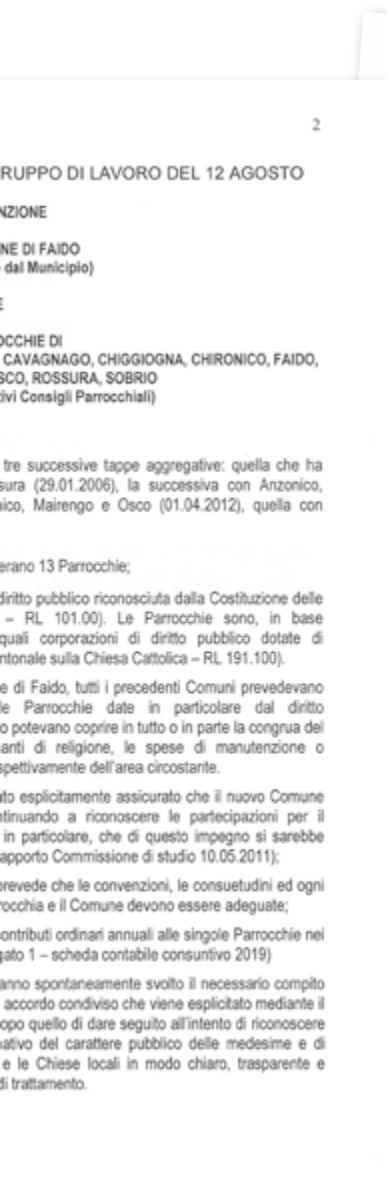 2
RUPPO DI LAVORO DEL 12 AGOSTO
NZIONE
NE DI FAIDO
dal Municipio)
E
OCCHIE DI
CAVAGNAGO, CHIGGIOGNA, CHIRONICO, FAIDO,
SCO, ROSSURA, SOBRIO
tivi Consigli Parrocchiali)
tre successive tappe aggregative: quella che ha
sura (29.01.2006), la successiva con Anzonico,
nico, Mairengo e Osco (01.04.2012), quella con
erano 13 Parrocchie;
diritto pubblico riconosciuta dalla Costituzione delle
– RL 101.00). Le Parrocchie sono, in base
quali corporazioni di diritto pubblico dotate di
ntonale sulla Chiesa Cattolica – RL 191.100).
e di Faido, tutti i precedenti Comuni prevedevano
le Parrocchie date in particolare dal diritto
o potevano coprire in tutto o in parte la congrua del
nanti di religione, le spese di manutenzione o
spettivamente dell'area circostante.
ato esplicitamente assicurato che il nuovo Comune
ntinuando a riconoscere le partecipazioni per il
in particolare, che di questo impegno si sarebbe
apporto Commissione di studio 10.05.2011);
prevede che le convenzioni, le consuetudini ed ogni
rocchia e il Comune devono essere adeguate;
contributi ordinari annuali alle singole Parrocchie nei
gato 1 – scheda contabile consuntivo 2019)
anno spontaneamente svolto il necessario compito
accordo condiviso che viene esplicitato mediante il
opo quello di dare seguito all'intento di riconoscere
mativo del carattere pubblico delle medesime e di
e le Chiese locali in modo chiaro, trasparente e
di trattamento.